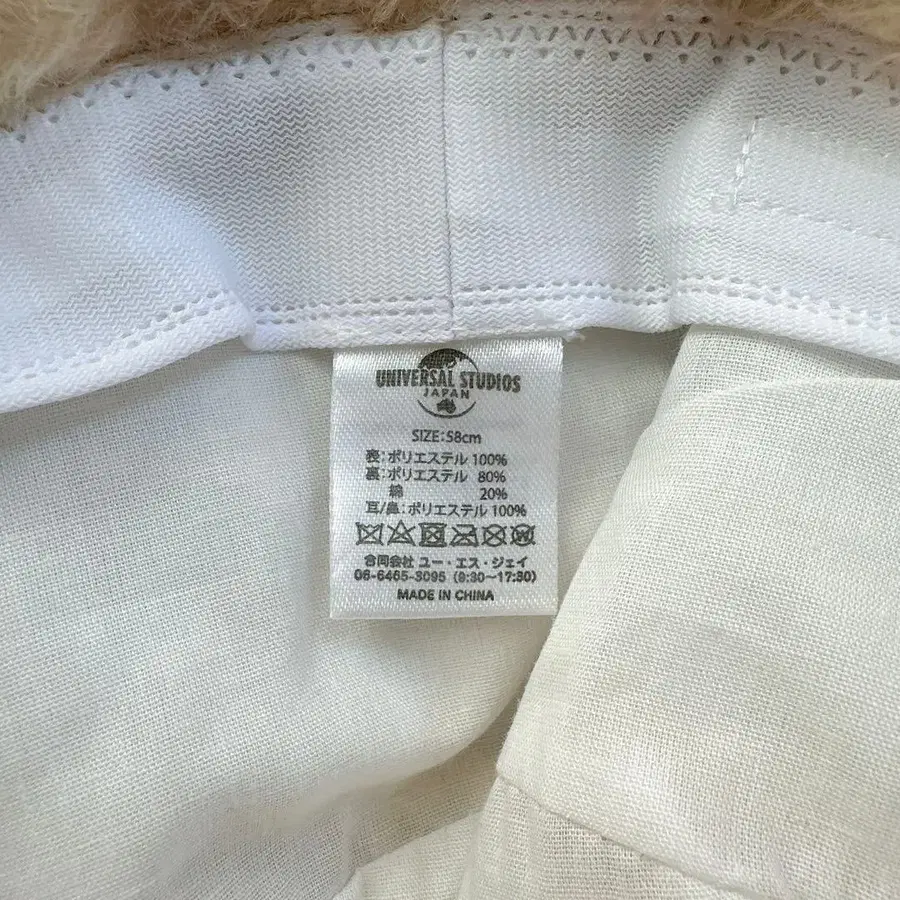 UNIVERSAL STUDIOS
JAPAN
SIZE:58cm
表:ポリエステル 100%
裏:ポリエステル 80%
綿 20%
耳/鼻:ポリエステル 100%
合同会社 ユー・エス・ジェイ
06-6465-3095 (9:30~17:30)
MADE IN CHINA